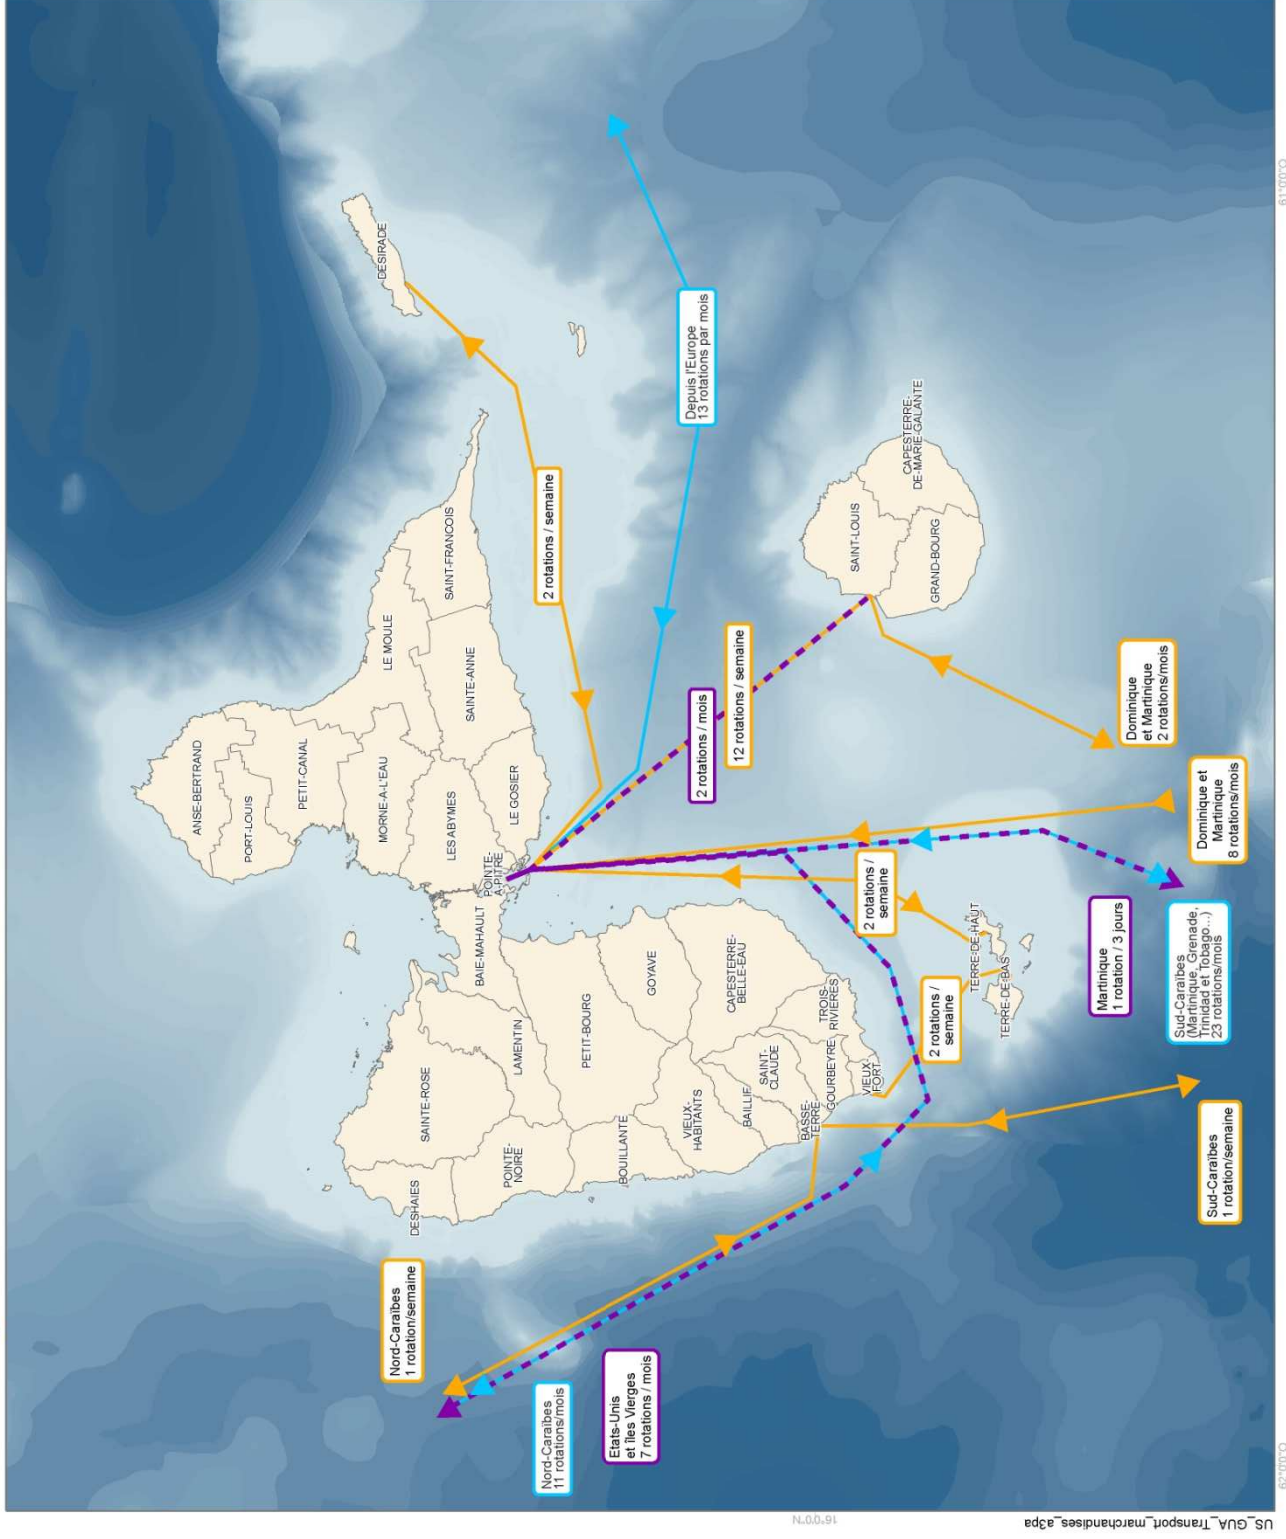 ANSE-BERTRAND
PORT-LOUIS
PETIT-CANAL
MORNE-A-L'EAU
LES ABYMES
LE GOSIER
POINTE-
A-PITRE
LE MOULE
SAINTE-ANNE
SAINT-FRANCOIS
DESIRADE
BAIE-MAHAULT
LAMENTIN
SAINTE-ROSE
DESHAIES
POINTE-
NOIRE
PETIT-BOURG
BOUILLANTE
GOYAVE
VIEUX-
HABITANTS
CAPESTERRE-
BELLE-EAU
BAILLIF
SAINT-
CLAUDE
BASSE-
TERRE
GOURBEYRE
TROIS-
RIVIERES
VIEUX-
FORT
TERRE-DE-HAUT
TERRE-DE-BAS
SAINT-LOUIS
GRAND-BOURG
CAPESTERRE-
DE-MARIE-GALANTE
2 rotations / semaine
Depuis l'Europe
13 rotations par mois
2 rotations / mois
12 rotations / semaine
Dominique
et Martinique
2 rotations/mois
Dominique et
Martinique
8 rotations/mois
2 rotations /
semaine
2 rotations /
semaine
Martinique
1 rotation / 3 jours
Sud-Caraïbes
(Martinique, Grenade,
Trinidad et Tobago...)
23 rotations/mois
Sud-Caraïbes
1 rotation/semaine
Nord-Caraïbes
1 rotation/semaine
Nord-Caraïbes
11 rotations/mois
Etats-Unis
et îles Vierges
7 rotations / mois
16°0'0"N
62°0'0"O
61°0'0"O
US_GUA_Transport_marchandises_a3pa